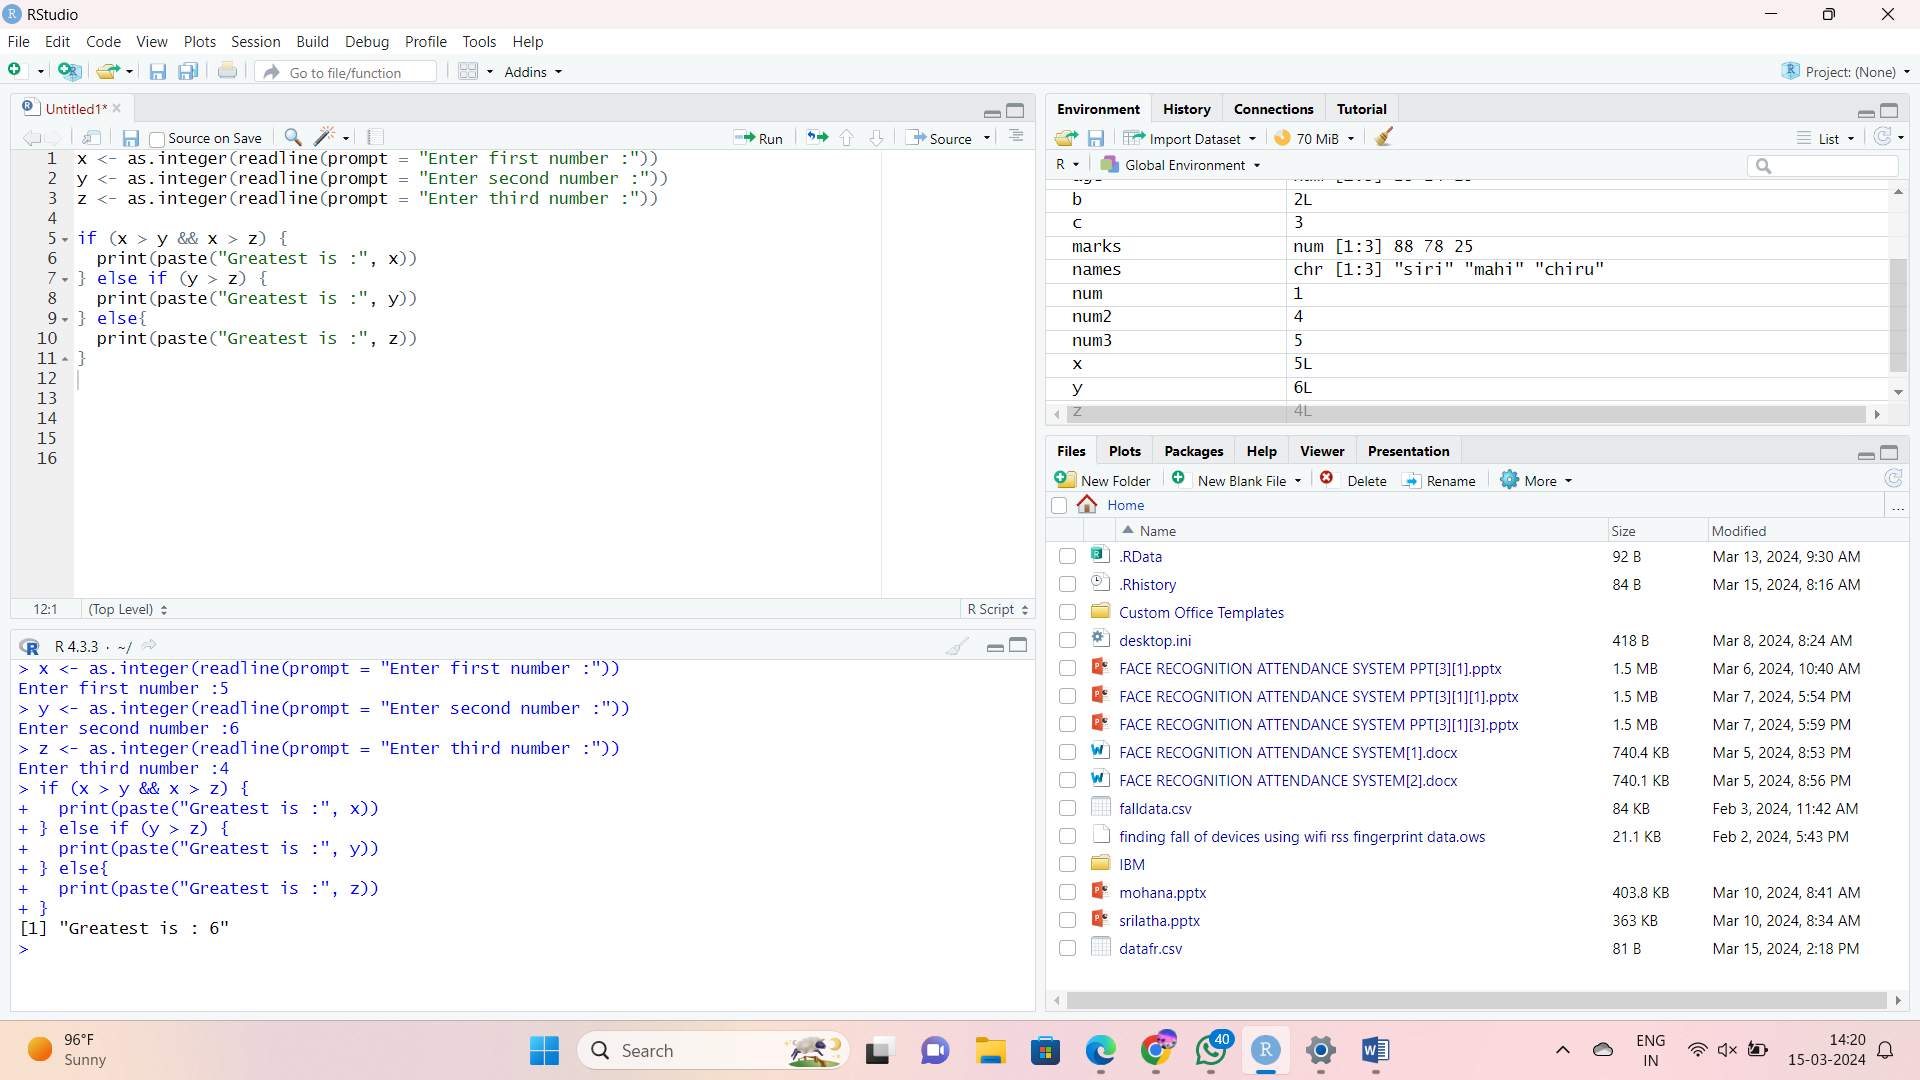 RStudio
File Edit Code View Plots Session Build Debug Profile Tools Help
Go to file/function Addins Project: (None)
Untitled1*
Source on Save Run Source
1 x <- as.integer(readline(prompt = "Enter first number :"))
2 y <- as.integer(readline(prompt = "Enter second number :"))
3 z <- as.integer(readline(prompt = "Enter third number :"))
4
5 if (x > y && x > z) {
6 print(paste("Greatest is :", x))
7 } else if (y > z) {
8 print(paste("Greatest is :", y))
9 } else{
10 print(paste("Greatest is :", z))
11 }
12
13
14
15
16
12:1 (Top Level) R Script
R 4.3.3 · ~/
> x <- as.integer(readline(prompt = "Enter first number :"))
Enter first number :5
> y <- as.integer(readline(prompt = "Enter second number :"))
Enter second number :6
> z <- as.integer(readline(prompt = "Enter third number :"))
Enter third number :4
> if (x > y && x > z) {
+ print(paste("Greatest is :", x))
+ } else if (y > z) {
+ print(paste("Greatest is :", y))
+ } else{
+ print(paste("Greatest is :", z))
+ }
[1] "Greatest is : 6"
>
Environment History Connections Tutorial
Import Dataset 70 MiB List
R Global Environment
b 2L
c 3
marks num [1:3] 88 78 25
names chr [1:3] "siri" "mahi" "chiru"
num 1
num2 4
num3 5
x 5L
y 6L
z 4L
Files Plots Packages Help Viewer Presentation
New Folder New Blank File Delete Rename More
Home ...
Name Size Modified
.RData 92 B Mar 13, 2024, 9:30 AM
.Rhistory 84 B Mar 15, 2024, 8:16 AM
Custom Office Templates
desktop.ini 418 B Mar 8, 2024, 8:24 AM
FACE RECOGNITION ATTENDANCE SYSTEM PPT[3][1].pptx 1.5 MB Mar 6, 2024, 10:40 AM
FACE RECOGNITION ATTENDANCE SYSTEM PPT[3][1][1].pptx 1.5 MB Mar 7, 2024, 5:54 PM
FACE RECOGNITION ATTENDANCE SYSTEM PPT[3][1][3].pptx 1.5 MB Mar 7, 2024, 5:59 PM
FACE RECOGNITION ATTENDANCE SYSTEM[1].docx 740.4 KB Mar 5, 2024, 8:53 PM
FACE RECOGNITION ATTENDANCE SYSTEM[2].docx 740.1 KB Mar 5, 2024, 8:56 PM
falldata.csv 84 KB Feb 3, 2024, 11:42 AM
finding fall of devices using wifi rss fingerprint data.ows 21.1 KB Feb 2, 2024, 5:43 PM
IBM
mohana.pptx 403.8 KB Mar 10, 2024, 8:41 AM
srilatha.pptx 363 KB Mar 10, 2024, 8:34 AM
datafr.csv 81 B Mar 15, 2024, 2:18 PM
96°F
Sunny
Search
40
ENG
IN
14:20
15-03-2024